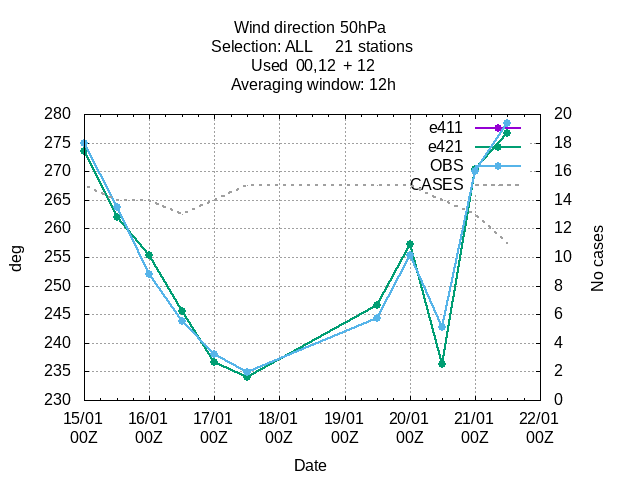 Wind direction 50hPa
Selection: ALL 21 stations
Used 00,12 + 12
Averaging window: 12h
280 20
275 18
270 16
265 14
260 12
255 10
250 8
245 6
240 4
235 2
230 0
e411
e421
OBS
CASES
deg
No cases
15/01 16/01 17/01 18/01 19/01 20/01 21/01 22/01
00Z 00Z 00Z 00Z 00Z 00Z 00Z 00Z
Date